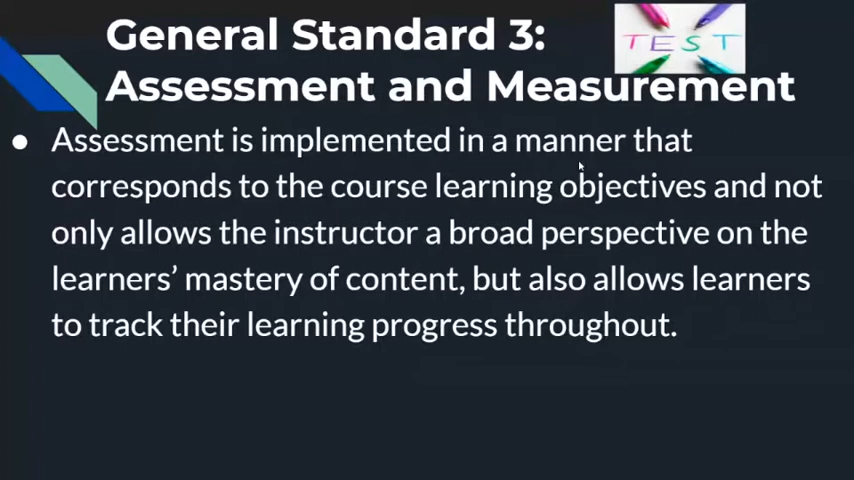 General Standard 3:
TEST
Assessment and Measurement
● Assessment is implemented in a manner that
corresponds to the course learning objectives and not
only allows the instructor a broad perspective on the
learners’ mastery of content, but also allows learners
to track their learning progress throughout.